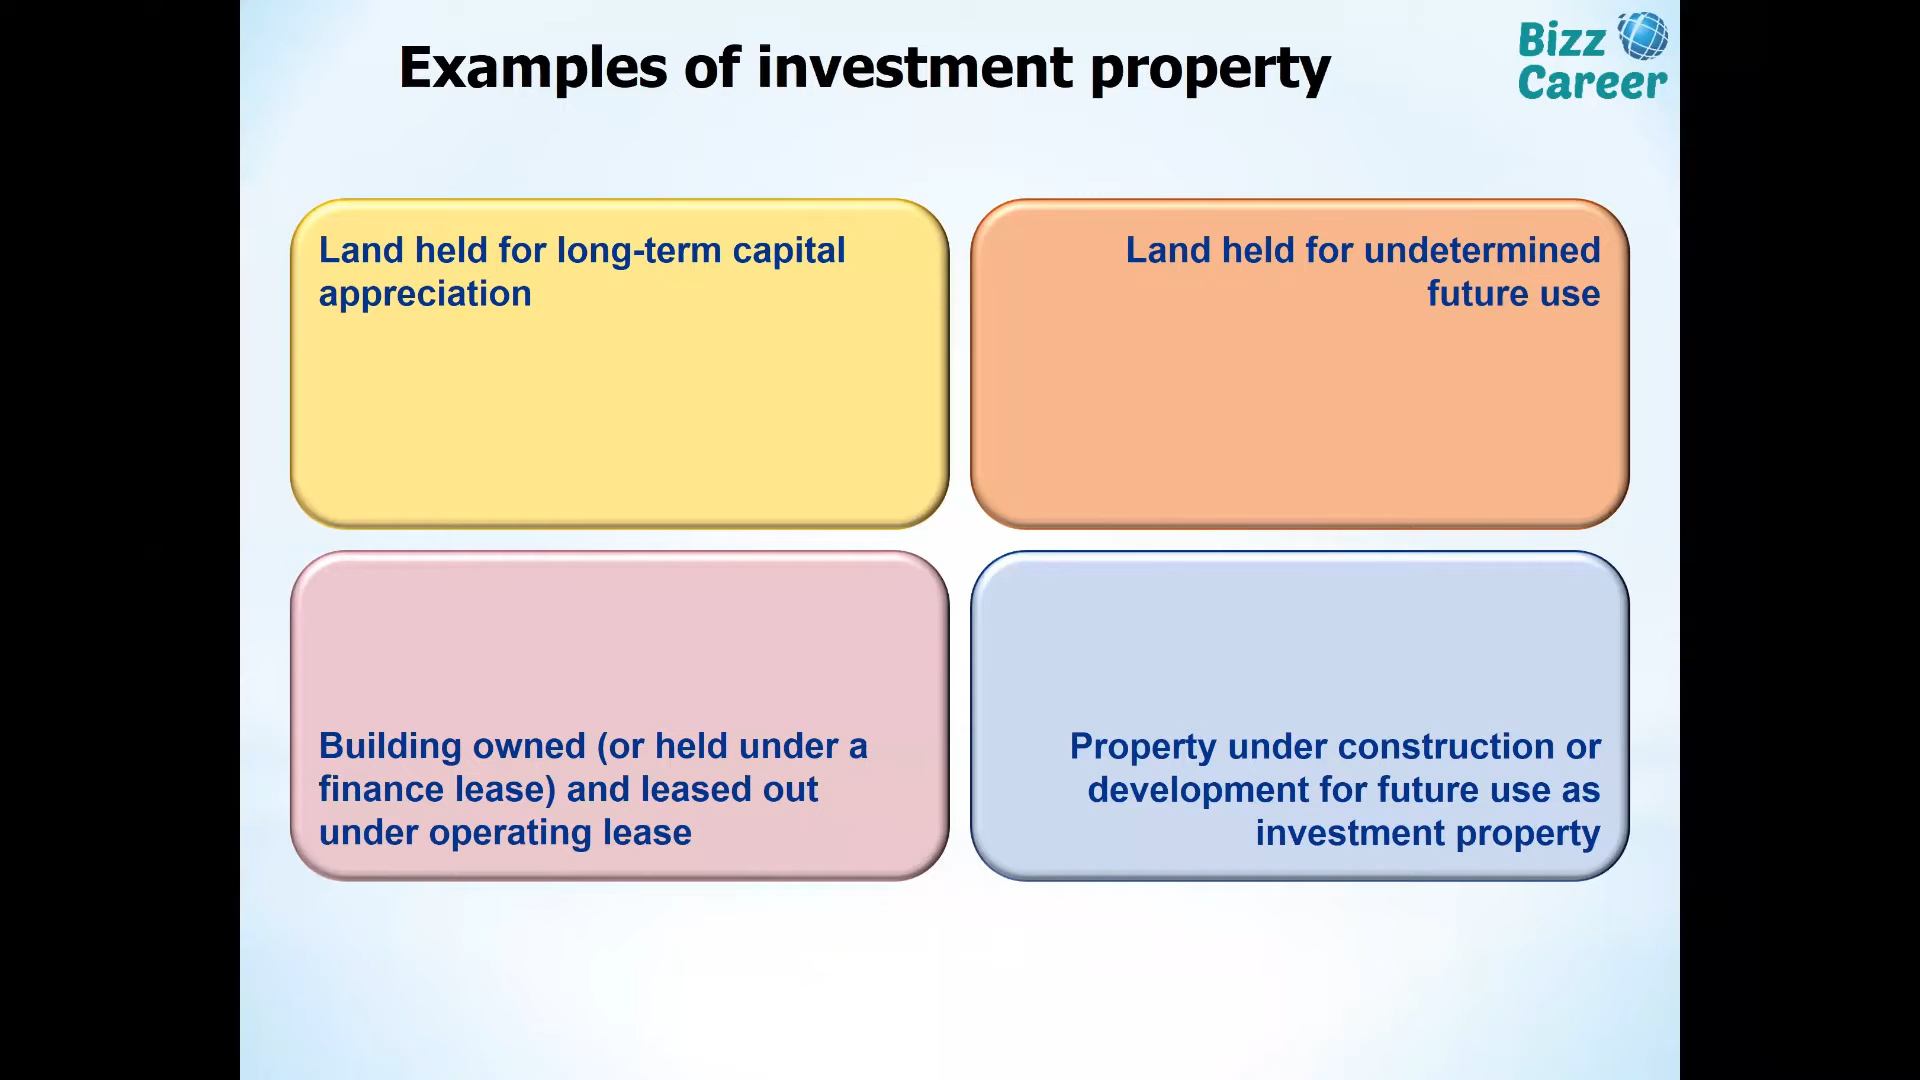 Examples of investment property
Bizz
Career
Land held for long-term capital
appreciation
Land held for undetermined
future use
Building owned (or held under a
finance lease) and leased out
under operating lease
Property under construction or
development for future use as
investment property